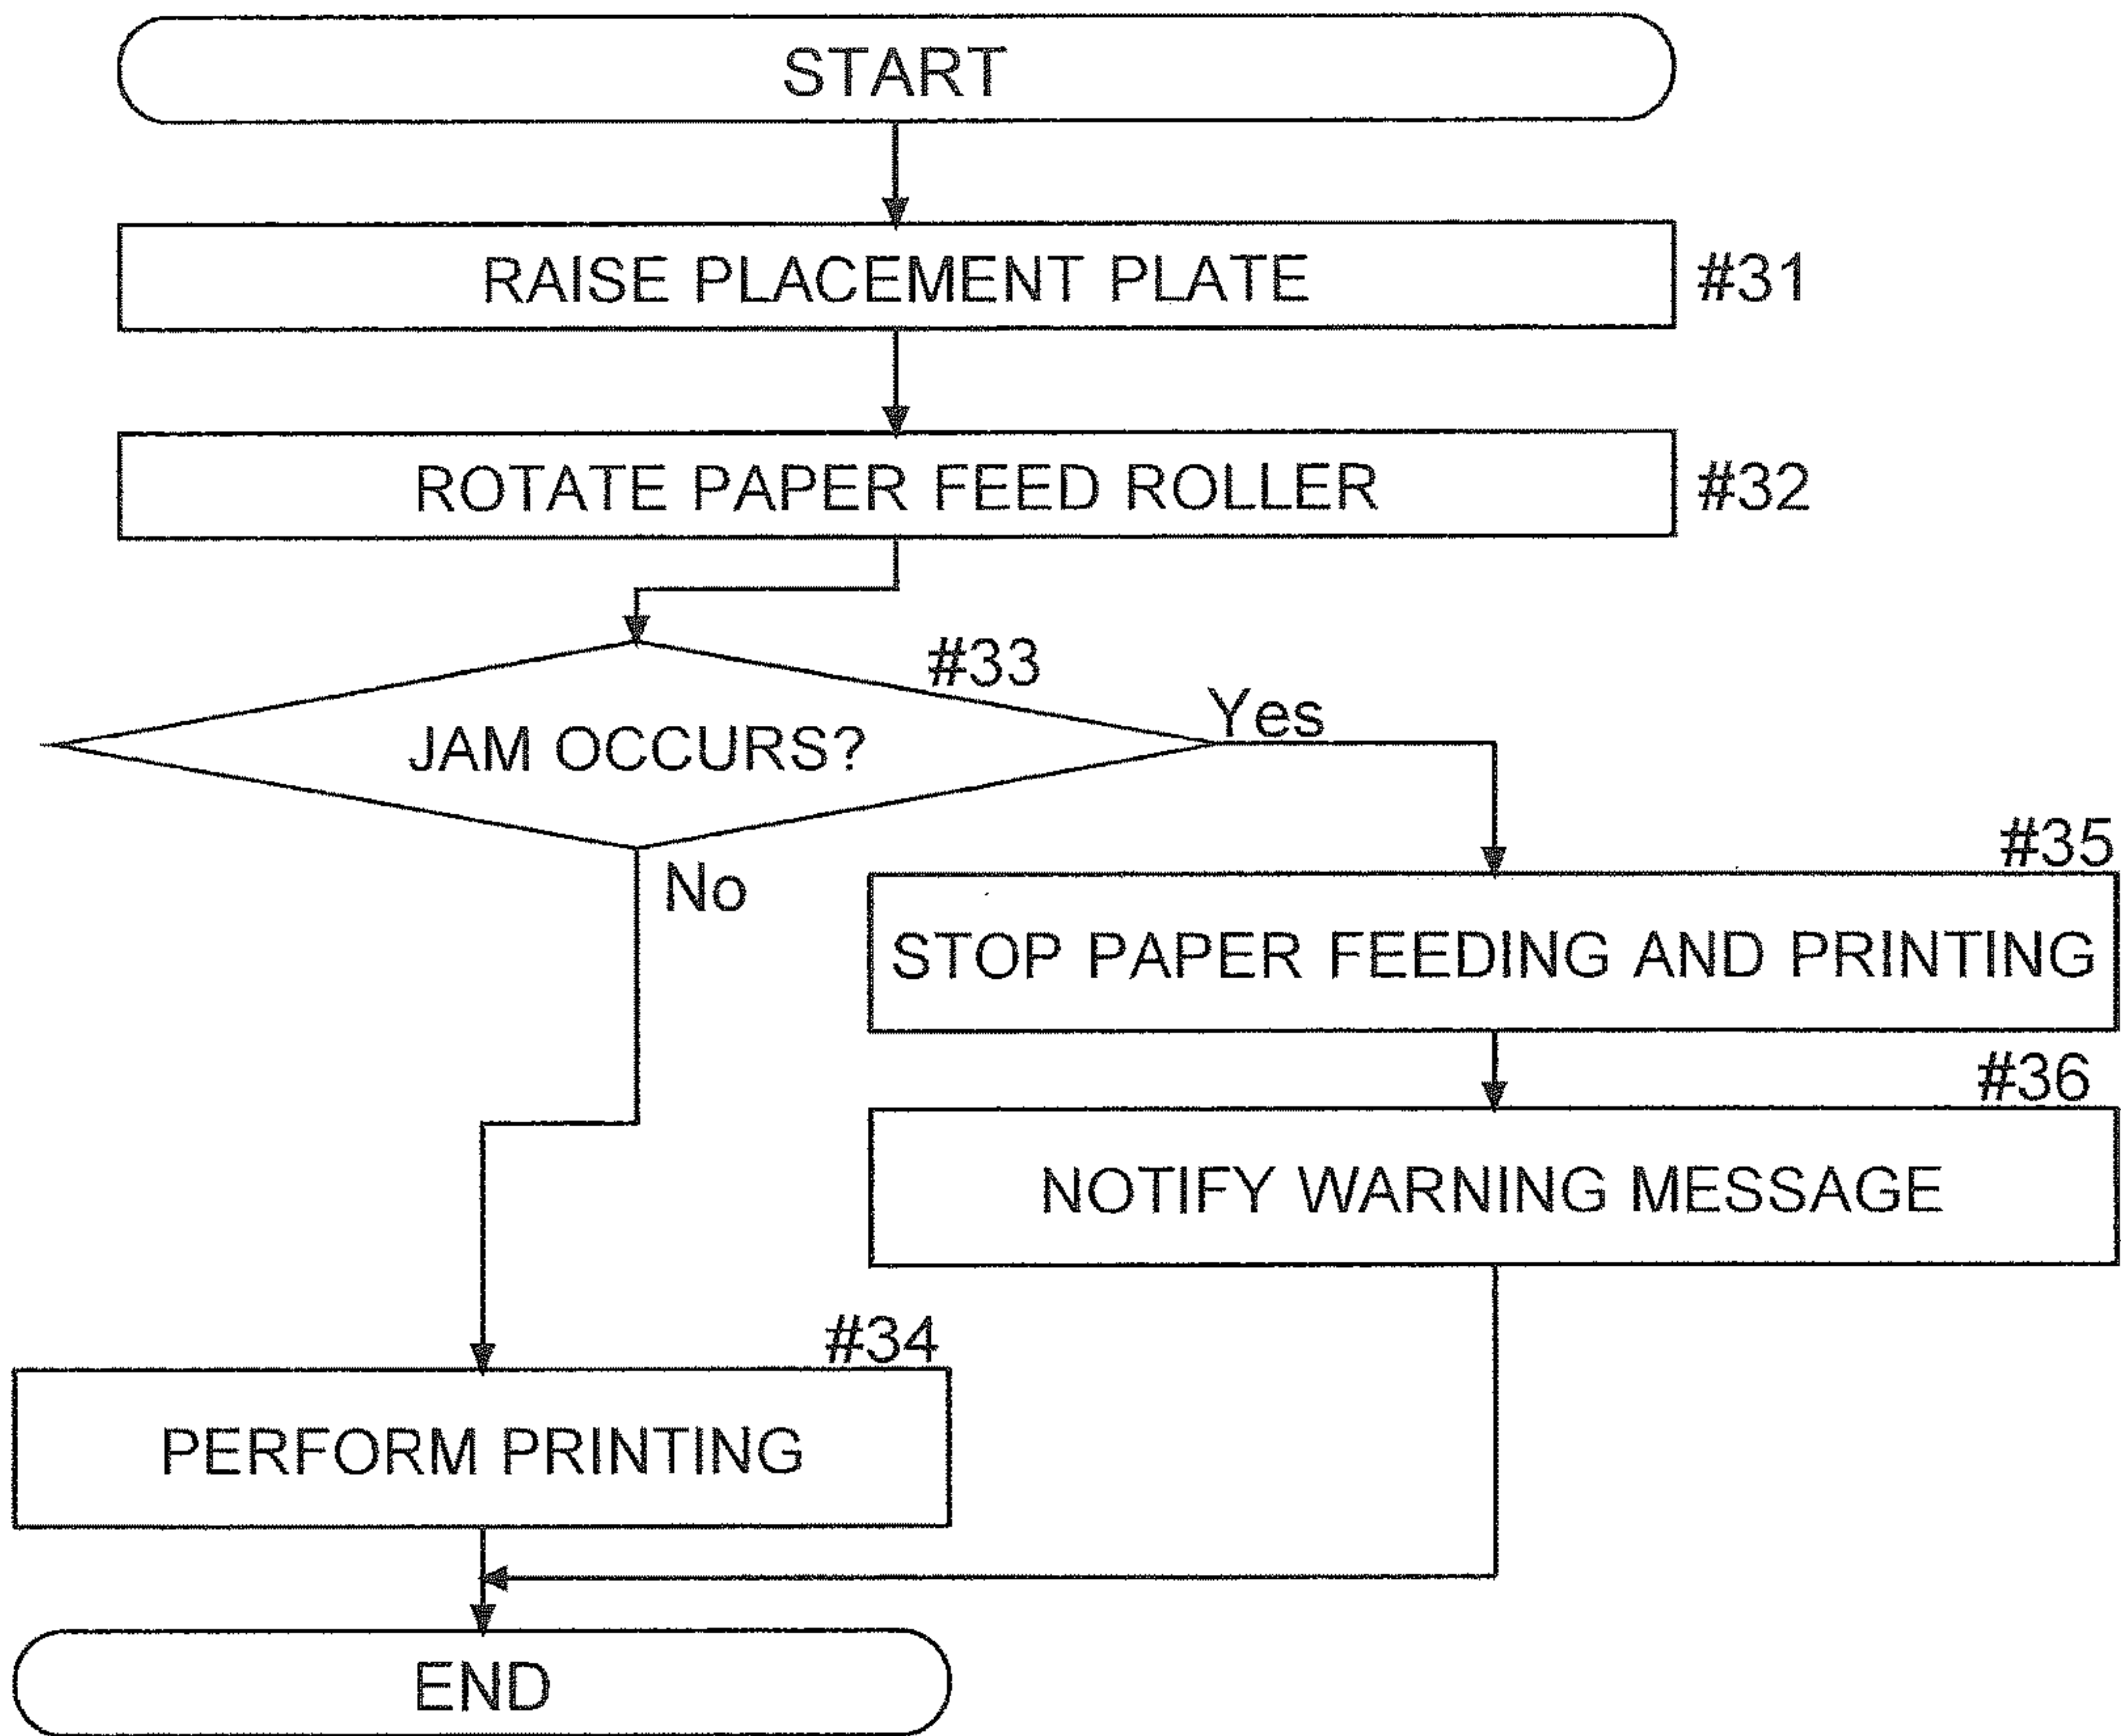 START
RAISE PLACEMENT PLATE
#31
ROTATE PAPER FEED ROLLER
#32
#33
JAM OCCURS?
Yes
No
#35
STOP PAPER FEEDING AND PRINTING
#36
NOTIFY WARNING MESSAGE
#34
PERFORM PRINTING
END